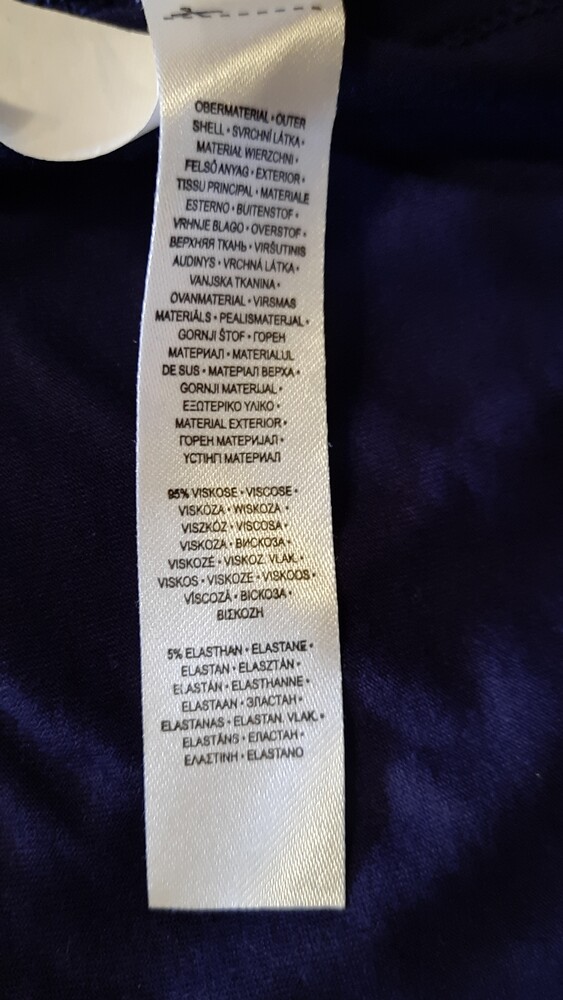 OBERMATERIAL • OUTER
SHELL • SVRCHNÍ LÁTKA •
MATERIAŁ WIERZCHNI •
FELSŐ ANYAG • EXTERIOR •
TISSU PRINCIPAL • MATERIALE
ESTERNO • BUITENSTOF •
VRHNJE BLAGO • OVERSTOF •
ВЕРХНЯЯ ТКАНЬ • VIRŠUTINIS
AUDINYS • VRCHNÁ LÁTKA •
VANJSKA TKANINA •
OVANMATERIAL • VIRSMAS
MATERIĀLS • PEALISMATERJAL •
GORNJI ŠTOF • ГОРЕН
МАТЕРИАЛ • MATERIALUL
DE SUS • МАТЕРІАЛ ВЕРХА •
GORNJI MATERIJAL •
ΕΞΩΤΕΡΙΚΟ ΥΛΙΚΟ •
MATERIAL EXTERIOR •
ГОРЕН МАТЕРИЈАЛ •
ҮСТІҢГІ МАТЕРИАЛ
95% VISKOSE • VISCOSE •
VISKÓZA • WISKOZA •
VISZKÓZ • VISCOSA •
VISKOZA • ВИСКОЗА •
VISKOZĖ • VISKOZ. VLAK. •
VISKOS • VISKOZE • VISKOOS •
VÎSCOZĂ • ВІСКОЗА •
ΒΙΣΚΟΖΗ
5% ELASTHAN • ELASTANE •
ELASTAN • ELASZTÁN •
ELASTÁN • ELASTHANNE •
ELASTAAN • ЭЛАСТАН •
ELASTANAS • ELASTAN. VLAK. •
ELASTĀNS • ЕЛАСТАН •
ΕΛΑΣΤΙΝΗ • ELASTANO